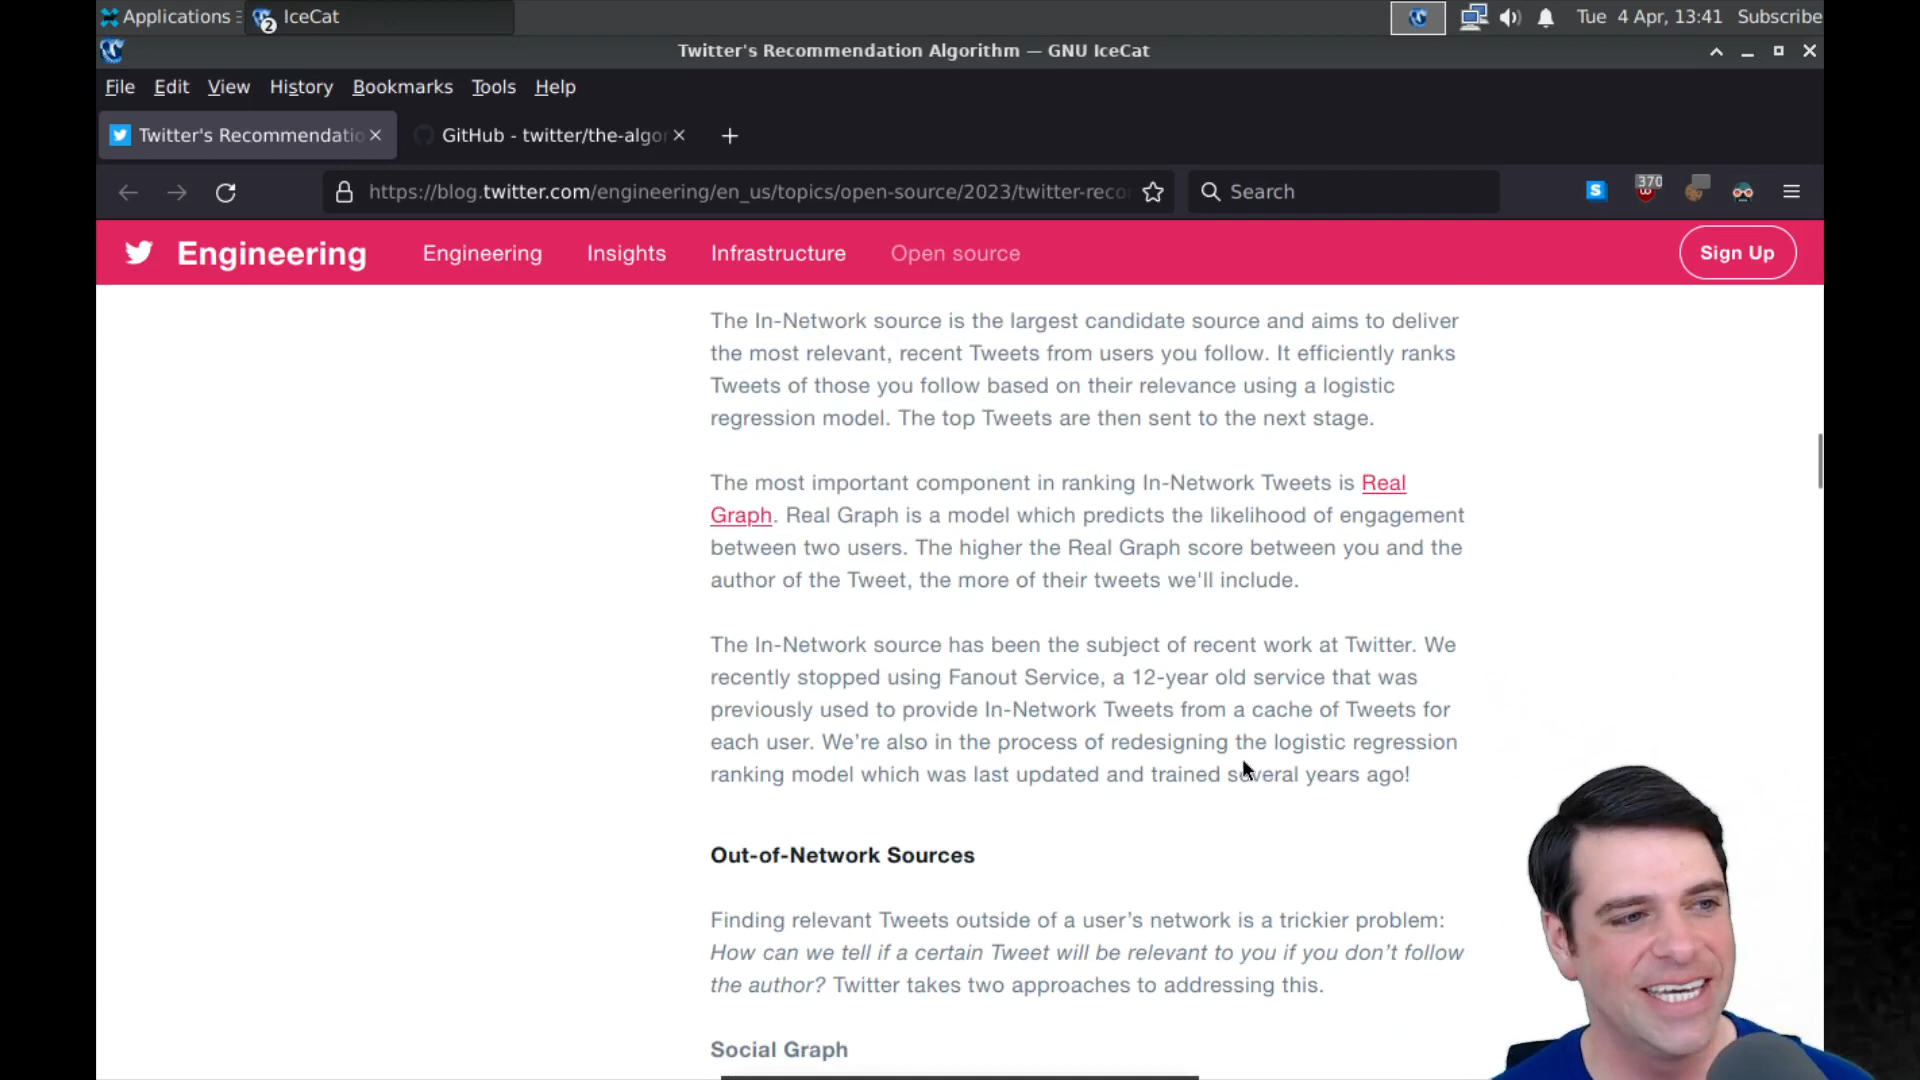 Applications
2
IceCat
Tue 4 Apr, 13:41
Subscribe
Twitter's Recommendation Algorithm — GNU IceCat
File Edit View History Bookmarks Tools Help
Twitter's Recommendatio
GitHub - twitter/the-algor
https://blog.twitter.com/engineering/en_us/topics/open-source/2023/twitter-reco
Search
S
370
Engineering
Engineering Insights Infrastructure Open source
Sign Up
The In-Network source is the largest candidate source and aims to deliver
the most relevant, recent Tweets from users you follow. It efficiently ranks
Tweets of those you follow based on their relevance using a logistic
regression model. The top Tweets are then sent to the next stage.
The most important component in ranking In-Network Tweets is Real
Graph. Real Graph is a model which predicts the likelihood of engagement
between two users. The higher the Real Graph score between you and the
author of the Tweet, the more of their tweets we'll include.
The In-Network source has been the subject of recent work at Twitter. We
recently stopped using Fanout Service, a 12-year old service that was
previously used to provide In-Network Tweets from a cache of Tweets for
each user. We’re also in the process of redesigning the logistic regression
ranking model which was last updated and trained several years ago!
Out-of-Network Sources
Finding relevant Tweets outside of a user’s network is a trickier problem:
How can we tell if a certain Tweet will be relevant to you if you don’t follow
the author? Twitter takes two approaches to addressing this.
Social Graph